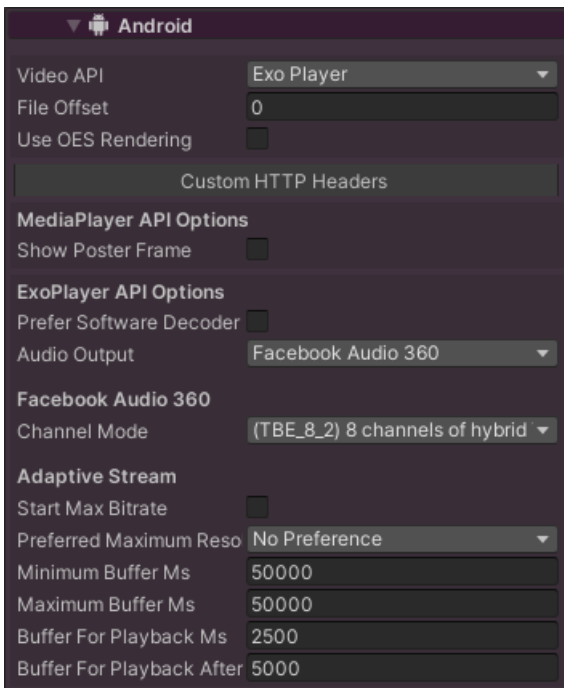 Android
Video API Exo Player
File Offset 0
Use OES Rendering
Custom HTTP Headers
MediaPlayer API Options
Show Poster Frame
ExoPlayer API Options
Prefer Software Decoder
Audio Output Facebook Audio 360
Facebook Audio 360
Channel Mode (TBE_8_2) 8 channels of hybrid
Adaptive Stream
Start Max Bitrate
Preferred Maximum Reso No Preference
Minimum Buffer Ms 50000
Maximum Buffer Ms 50000
Buffer For Playback Ms 2500
Buffer For Playback After 5000